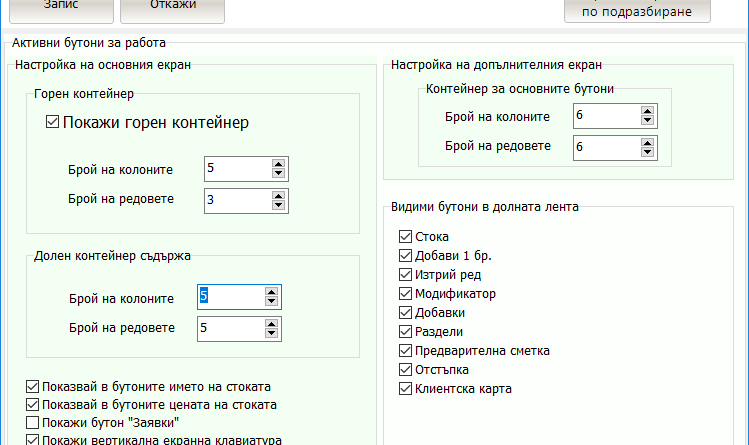 Запис
Откажи
по подразбиране
Активни бутони за работа
Настройка на основния екран
Горен контейнер
Покажи горен контейнер
Брой на колоните 5
Брой на редовете 3
Долен контейнер съдържа
Брой на колоните 5
Брой на редовете 5
Показвай в бутоните името на стоката
Показвай в бутоните цената на стоката
Покажи бутон "Заявки"
Покажи вертикална екранна клавиатура
Настройка на допълнителния екран
Контейнер за основните бутони
Брой на колоните 6
Брой на редовете 6
Видими бутони в долната лента
Стока
Добави 1 бр.
Изтрий ред
Модификатор
Добавки
Раздели
Предварителна сметка
Отстъпка
Клиентска карта